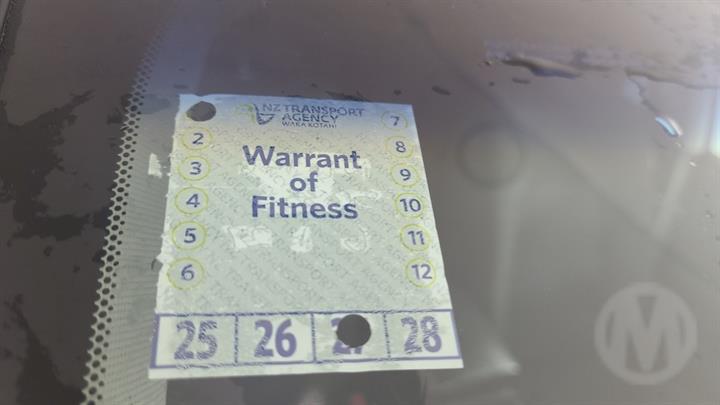 NZ TRANSPORT
AGENCY
WAKA KOTAHI
7
2
8
Warrant
3
9
of
4
10
Fitness
5
11
6
12
25 26 28
M